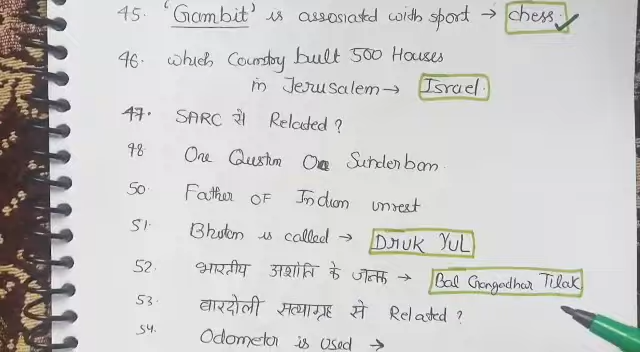 45. 'Gambit' is associated with sport → chess.
46. which Country built 500 Houses
in Jerusalem → Israel.
47. SARC से Related?
48. One Question On Sunderban.
50. Father OF Indian unrest
51. Bhutan is called → DRUK YUL
52. भारतीय अशांति के जनक → Bal Gangadhar Tilak
53. बारदोली सत्याग्रह से Related?
54. Odometer is used →